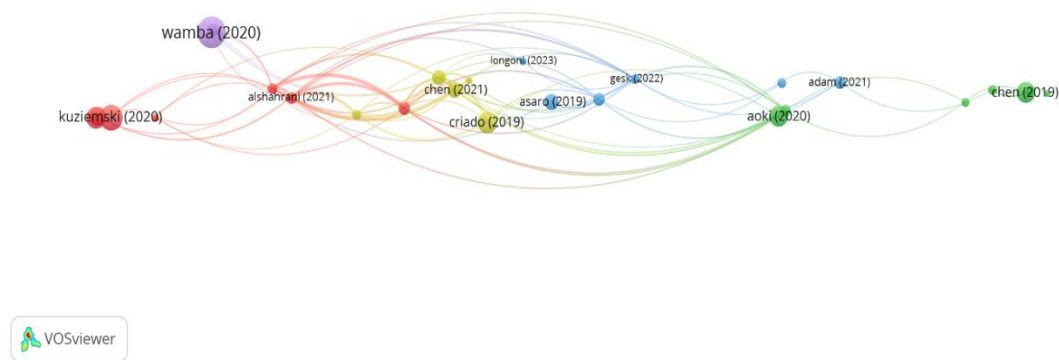 wamba (2020)
longoni (2023)
gesk (2022)
alshahrani (2021)
chen (2021)
adam (2021)
asaro (2019)
chen (2019)
kuziemski (2020)
criado (2019)
aoki (2020)
VOSviewer